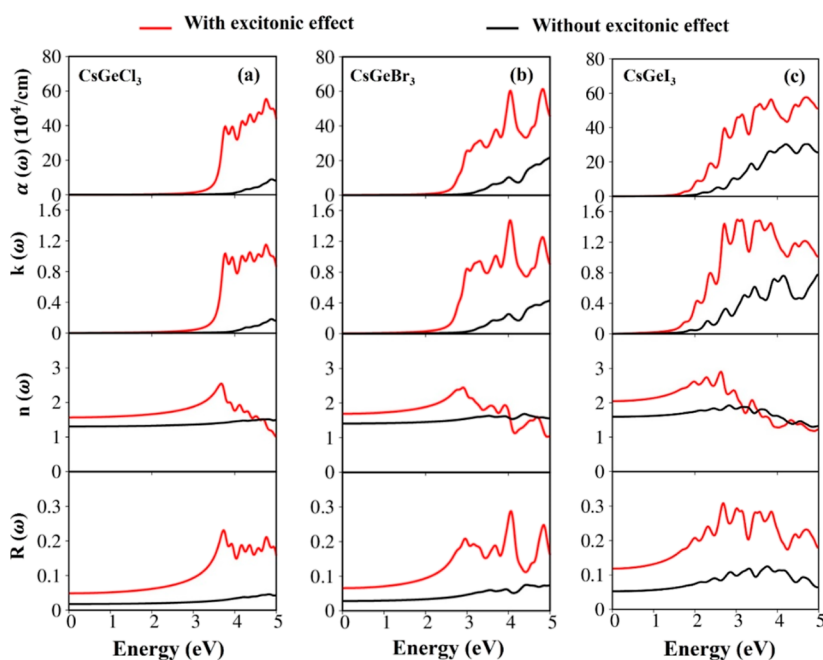 With excitonic effect Without excitonic effect
CsGeCl₃ (a) CsGeBr₃ (b) CsGeI₃ (c)
α (ω) (10⁴/cm)
80 80 80
60 60 60
40 40 40
20 20 20
0 0 0
k (ω)
1.6 1.6 1.6
1.2 1.2 1.2
0.8 0.8 0.8
0.4 0.4 0.4
0 0 0
n (ω)
3 3 3
2 2 2
1 1 1
0 0 0
R (ω)
0.3 0.3 0.3
0.2 0.2 0.2
0.1 0.1 0.1
0 0 0
0 1 2 3 4 5 0 1 2 3 4 5 0 1 2 3 4 5
Energy (eV) Energy (eV) Energy (eV)